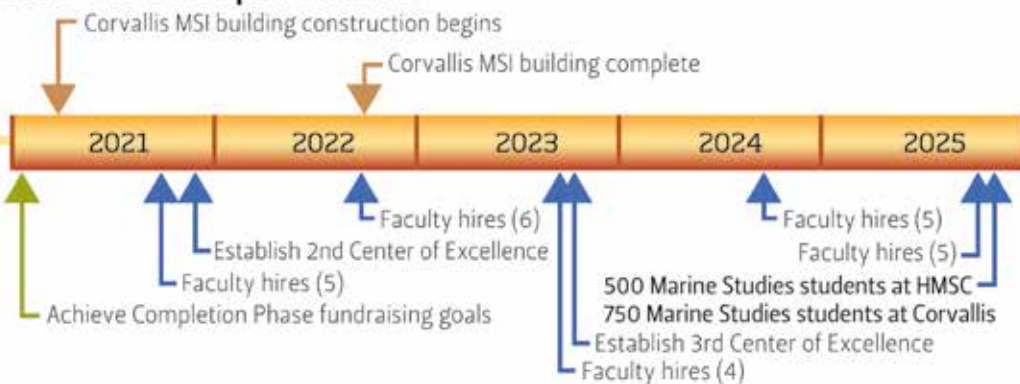 Corvallis MSI building construction begins
Corvallis MSI building complete
2021 2022 2023 2024 2025
Faculty hires (6)
Faculty hires (5)
Establish 2nd Center of Excellence
Faculty hires (5)
Faculty hires (5)
500 Marine Studies students at HMSC
Achieve Completion Phase fundraising goals
750 Marine Studies students at Corvallis
Establish 3rd Center of Excellence
Faculty hires (4)